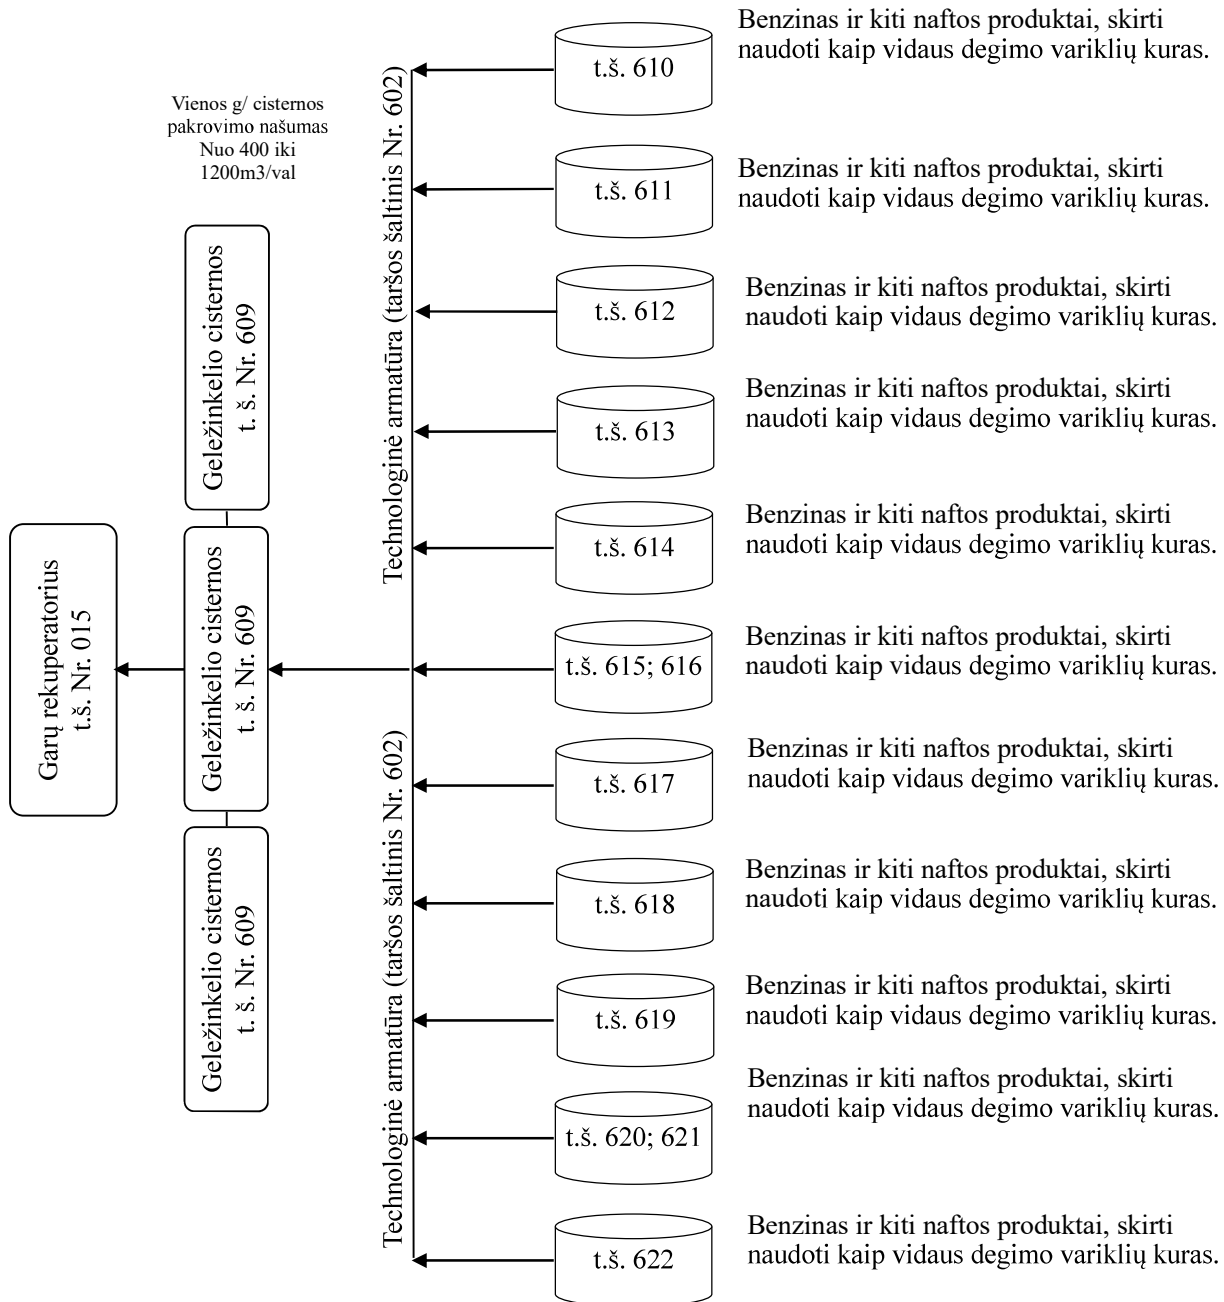 Benzinas ir kiti naftos produktai, skirti
naudoti kaip vidaus degimo variklių kuras.
t.š. 610
Vienos g/ cisternos
pakrovimo našumas
Nuo 400 iki
1200m3/val
Technologinė armatūra (taršos šaltinis Nr. 602)
Benzinas ir kiti naftos produktai, skirti
naudoti kaip vidaus degimo variklių kuras.
t.š. 611
Geležinkelio cisternos
t. š. Nr. 609
Benzinas ir kiti naftos produktai, skirti
naudoti kaip vidaus degimo variklių kuras.
t.š. 612
Benzinas ir kiti naftos produktai, skirti
naudoti kaip vidaus degimo variklių kuras.
t.š. 613
Benzinas ir kiti naftos produktai, skirti
naudoti kaip vidaus degimo variklių kuras.
t.š. 614
Garų rekuperatorius
t.š. Nr. 015
Geležinkelio cisternos
t. š. Nr. 609
Benzinas ir kiti naftos produktai, skirti
naudoti kaip vidaus degimo variklių kuras.
t.š. 615; 616
Technologinė armatūra (taršos šaltinis Nr. 602)
Benzinas ir kiti naftos produktai, skirti
naudoti kaip vidaus degimo variklių kuras.
t.š. 617
Geležinkelio cisternos
t. š. Nr. 609
Benzinas ir kiti naftos produktai, skirti
naudoti kaip vidaus degimo variklių kuras.
t.š. 618
Benzinas ir kiti naftos produktai, skirti
naudoti kaip vidaus degimo variklių kuras.
t.š. 619
Benzinas ir kiti naftos produktai, skirti
naudoti kaip vidaus degimo variklių kuras.
t.š. 620; 621
Benzinas ir kiti naftos produktai, skirti
naudoti kaip vidaus degimo variklių kuras.
t.š. 622